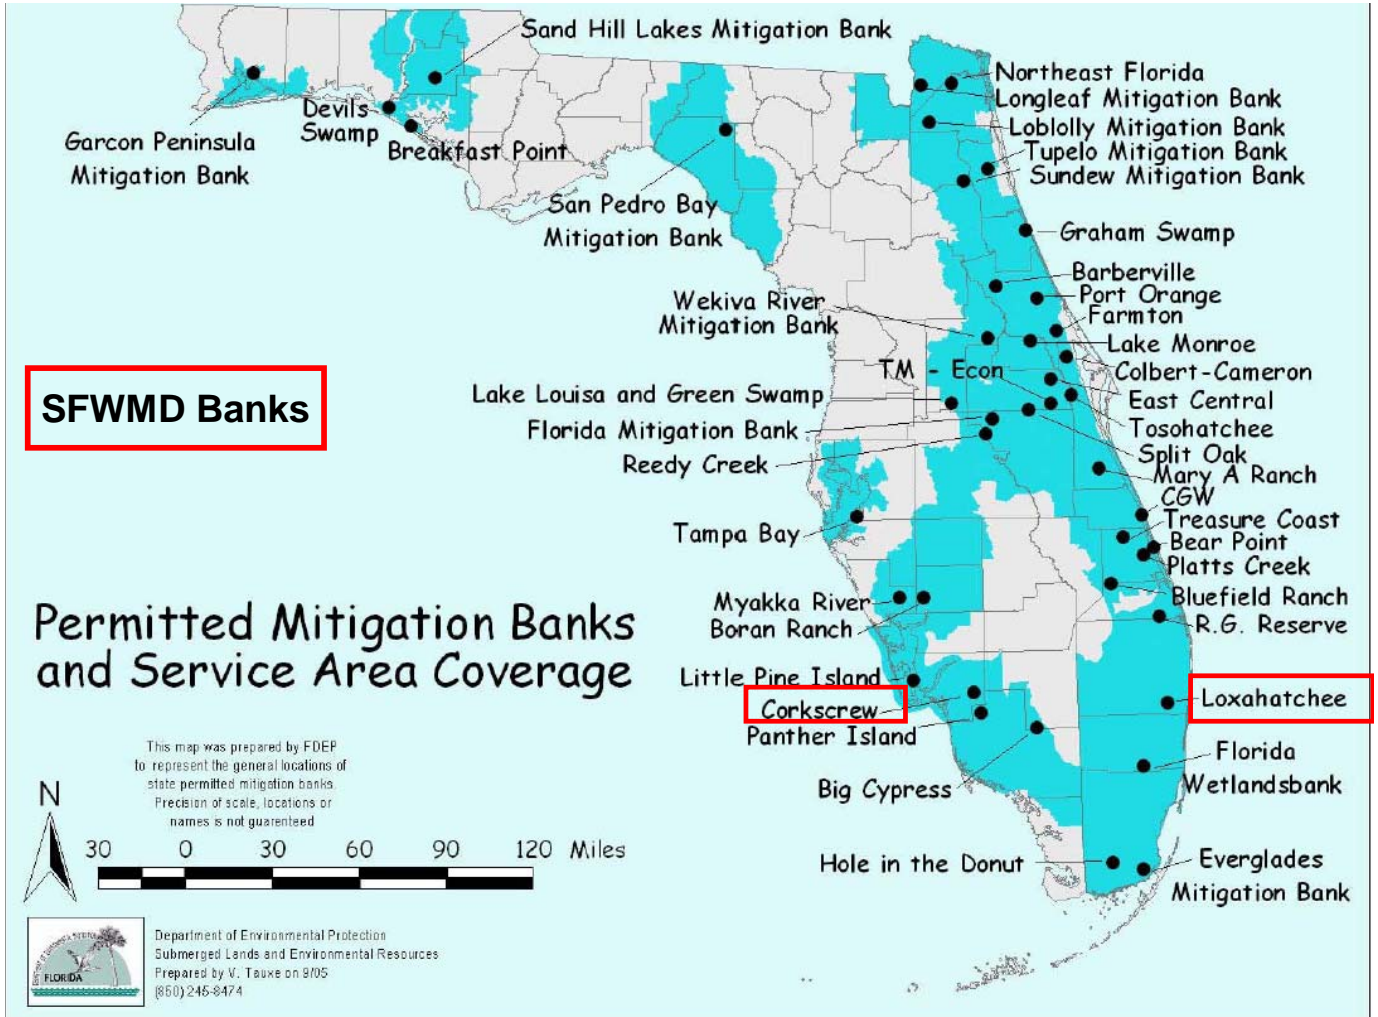 Sand Hill Lakes Mitigation Bank
Northeast Florida
Longleaf Mitigation Bank
Devils
Swamp
Loblolly Mitigation Bank
Garcon Peninsula
Mitigation Bank
Breakfast Point
Tupelo Mitigation Bank
Sundew Mitigation Bank
San Pedro Bay
Mitigation Bank
Graham Swamp
Barberville
Wekiva River
Mitigation Bank
Port Orange
Farmton
Lake Monroe
TM - Econ
Colbert-Cameron
SFWMD Banks
Lake Louisa and Green Swamp
East Central
Florida Mitigation Bank
Tosohatchee
Reedy Creek
Split Oak
Mary A Ranch
CGW
Tampa Bay
Treasure Coast
Bear Point
Platts Creek
Permitted Mitigation Banks
and Service Area Coverage
Myakka River
Boran Ranch
Bluefield Ranch
R.G. Reserve
Little Pine Island
Corkscrew
Panther Island
Loxahatchee
Big Cypress
Florida
Wetlandsbank
This map was prepared by FDEP
to represent the general locations of
state permitted mitigation banks.
Precision of scale, locations or
names is not guarenteed
N
30 0 30 60 90 120 Miles
Hole in the Donut
Everglades
Mitigation Bank
FLORIDA
Department of Environmental Protection
Submerged Lands and Environmental Resources
Prepared by V. Tauxe on 9/05
(850) 245-8474